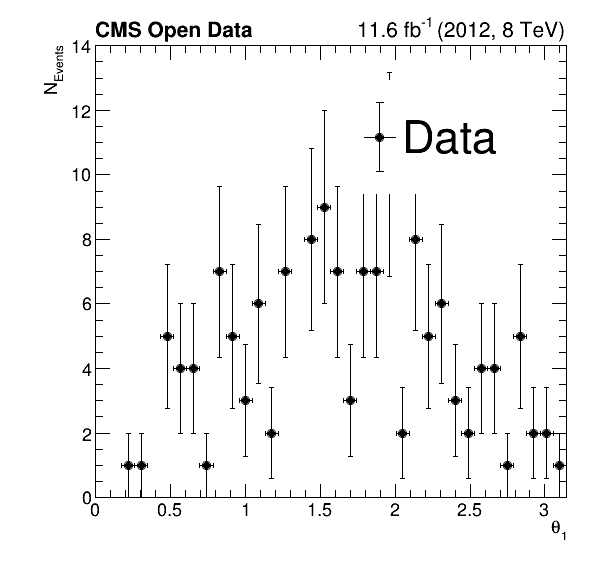 CMS Open Data
11.6 fb⁻¹ (2012, 8 TeV)
N_Events
14
12
10
8
6
4
2
0
Data
0 0.5 1 1.5 2 2.5 3
θ₁